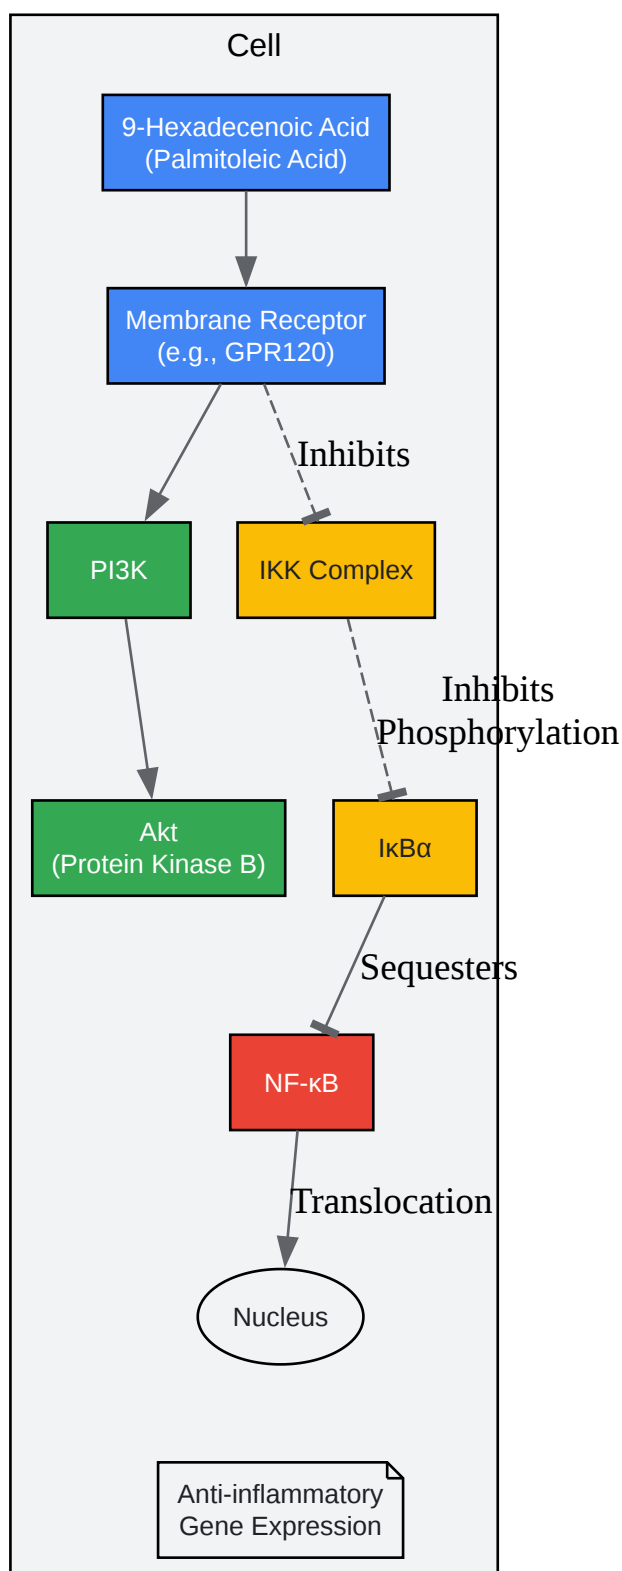 Cell
9-Hexadecenoic Acid
(Palmitoleic Acid)
Membrane Receptor
(e.g., GPR120)
Inhibits
PI3K
IKK Complex
Inhibits
Phosphorylation
Akt
(Protein Kinase B)
IκBα
Sequesters
NF-κB
Translocation
Nucleus
Anti-inflammatory
Gene Expression